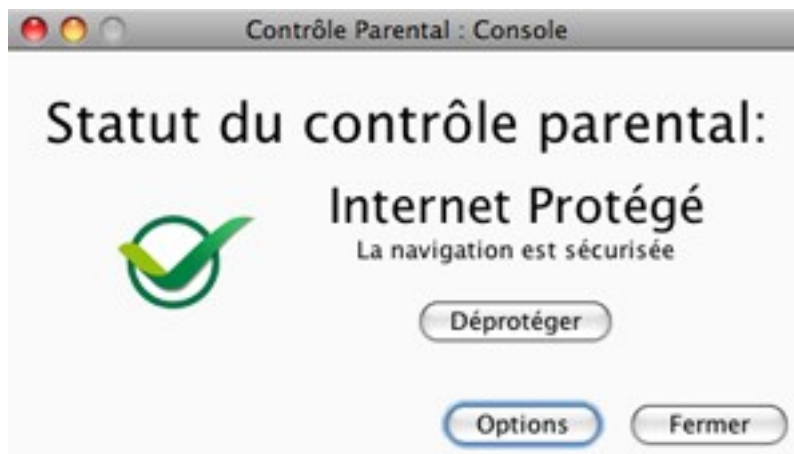 Contrôle Parental : Console
Statut du contrôle parental:
Internet Protégé
La navigation est sécurisée
Déprotéger
Options
Fermer